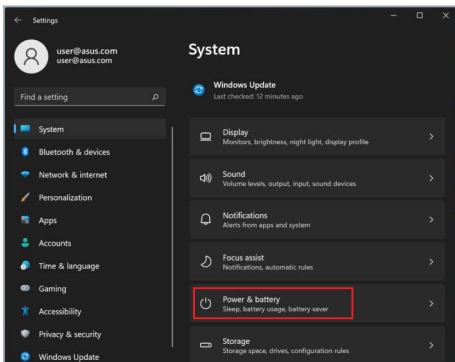 Settings
user@asus.com
user@asus.com
Find a setting
System
Bluetooth & devices
Network & internet
Personalization
Apps
Accounts
Time & language
Gaming
Accessibility
Privacy & security
Windows Update
System
Windows Update
Last checked: 12 minutes ago
Display
Monitors, brightness, night light, display profile
Sound
Volume levels, output, input, sound devices
Notifications
Alerts from apps and system
Focus assist
Notifications, automatic rules
Power & battery
Sleep, battery usage, battery saver
Storage
Storage space, drives, configuration rules